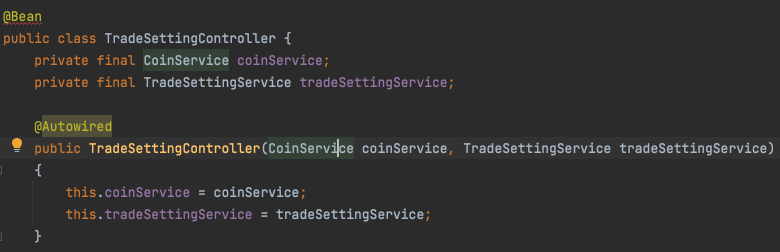 @Bean
public class TradeSettingController {
    private final CoinService coinService;
    private final TradeSettingService tradeSettingService;
    @Autowired
    public TradeSettingController(CoinService coinService, TradeSettingService tradeSettingService)
    {
        this.coinService = coinService;
        this.tradeSettingService = tradeSettingService;
    }